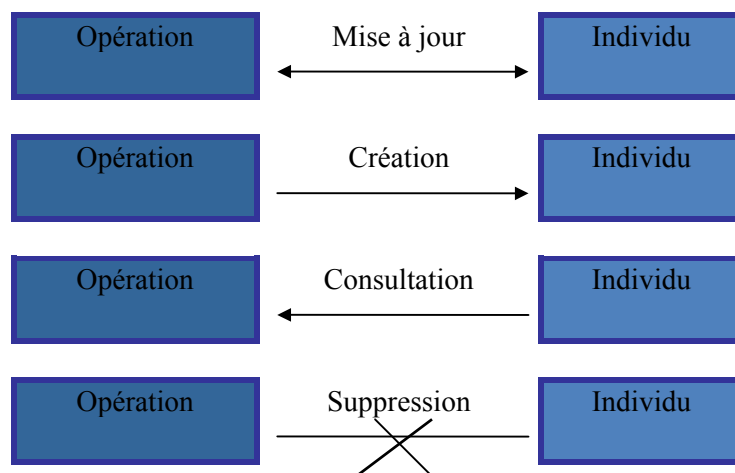 Opération Mise à jour Individu
Opération Création Individu
Opération Consultation Individu
Opération Suppression Individu